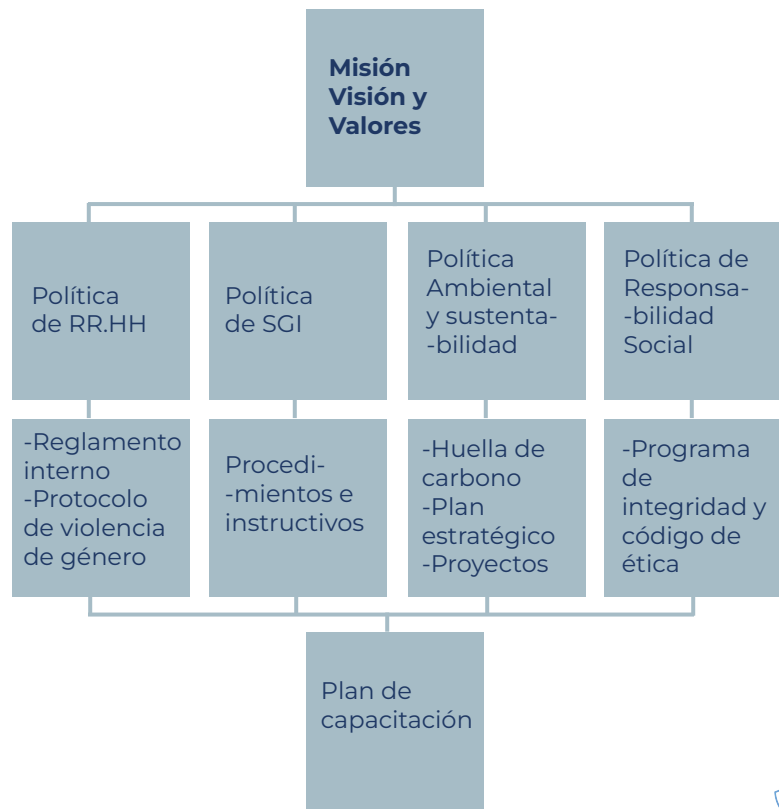 Misión
Visión y
Valores
Política
de RR.HH
Política
de SGI
Política
Ambiental
y sustenta-
-bilidad
Política de
Responsa-
-bilidad
Social
-Reglamento
interno
-Protocolo
de violencia
de género
Procedi-
-mientos e
instructivos
-Huella de
carbono
-Plan
estratégico
-Proyectos
-Programa
de
integridad y
código de
ética
Plan de
capacitación